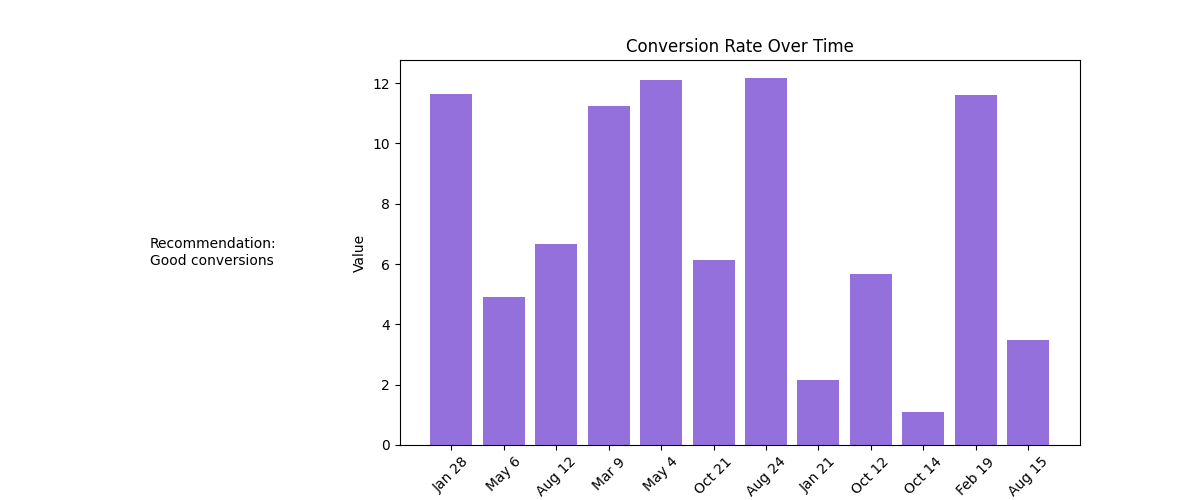 Conversion Rate Over Time
Recommendation:
Good conversions
Value
12
10
8
6
4
2
0
Jan 28
May 6
Aug 12
Mar 9
May 4
Oct 21
Aug 24
Jan 21
Oct 12
Oct 14
Feb 19
Aug 15